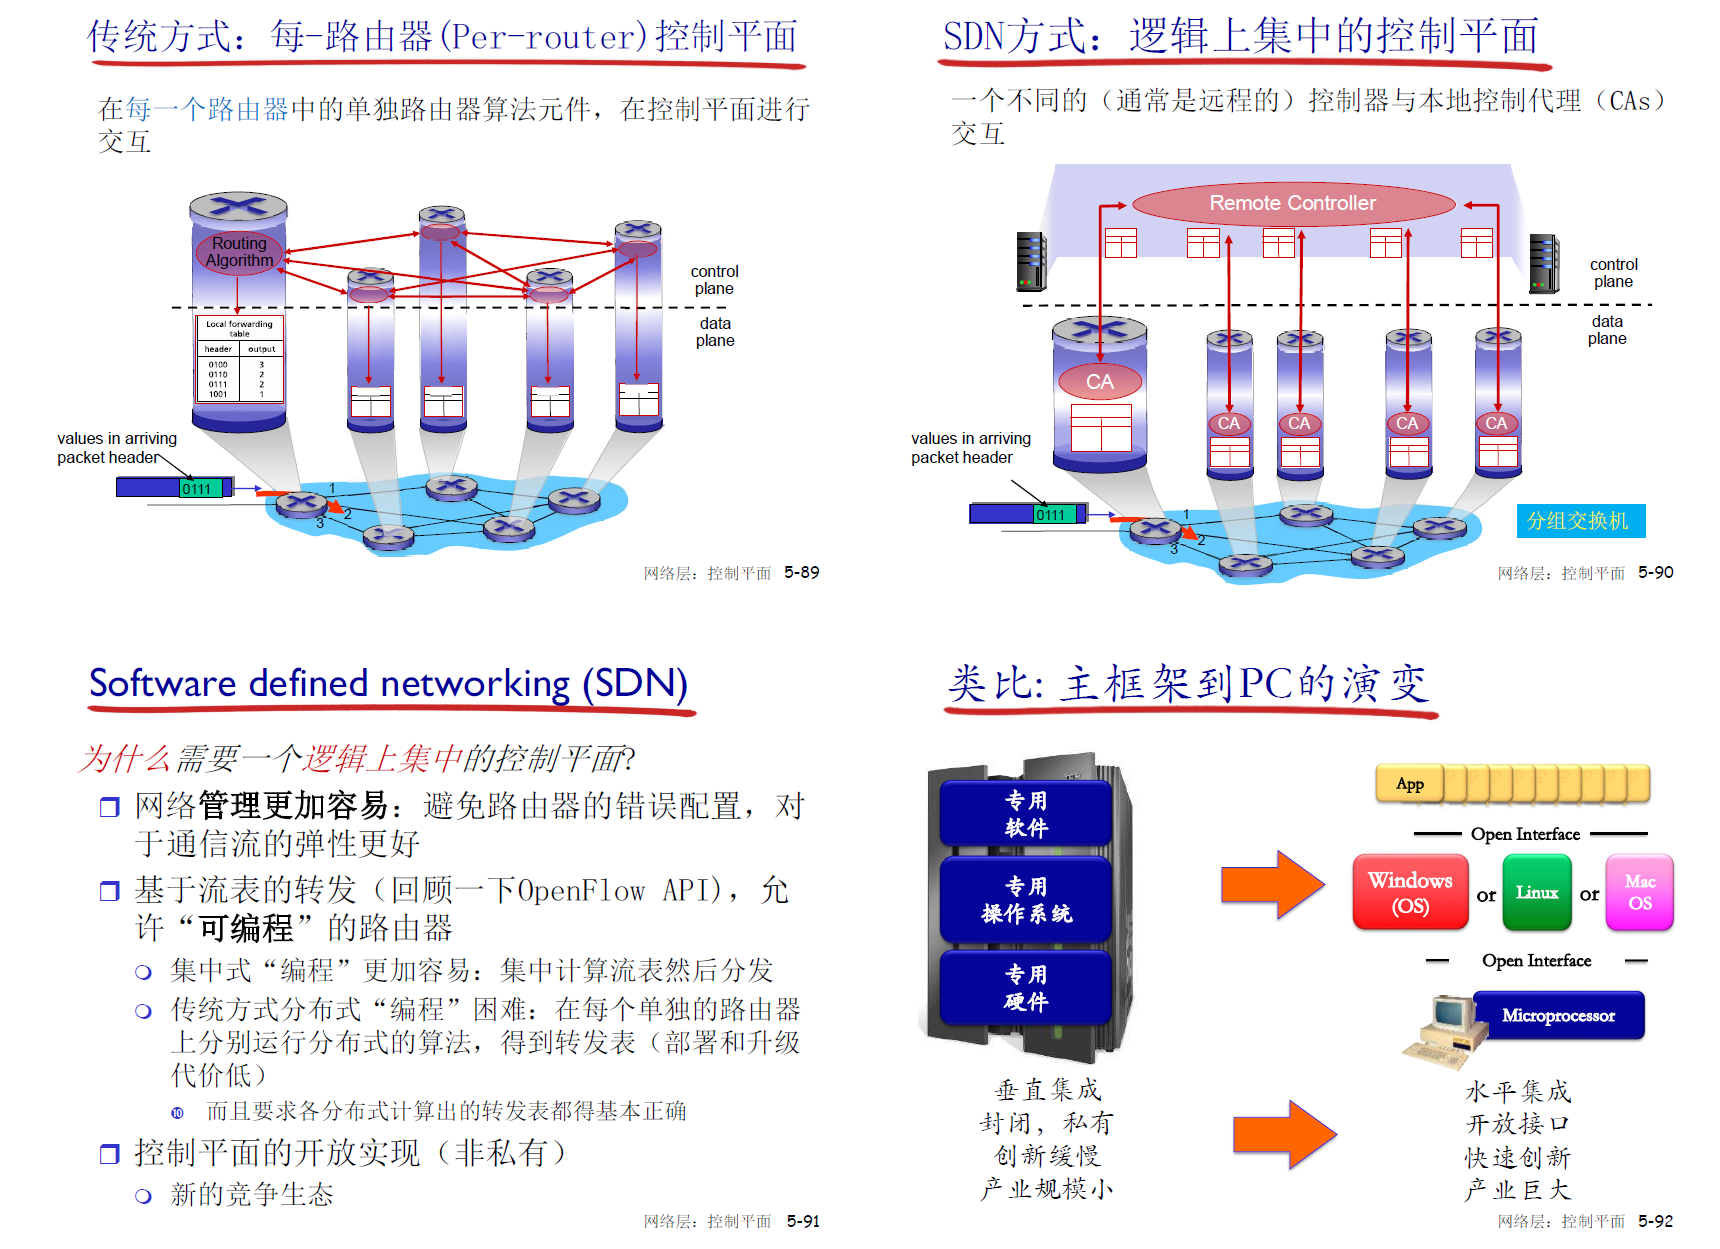 传统方式：每-路由器(Per-router)控制平面
在每一个路由器中的单独路由器算法元件，在控制平面进行
交互
Routing
Algorithm
control
plane
data
plane
Local forwarding
table
header output
0100 3
0110 2
0111 2
1001 1
values in arriving
packet header
0111
1
2
3
网络层：控制平面 5-89
SDN方式：逻辑上集中的控制平面
一个不同的（通常是远程的）控制器与本地控制代理（CAs）
交互
Remote Controller
control
plane
data
plane
CA
CA
CA
CA
CA
values in arriving
packet header
0111
1
2
3
分组交换机
网络层：控制平面 5-90
Software defined networking (SDN)
为什么需要一个逻辑上集中的控制平面?
网络管理更加容易：避免路由器的错误配置，对
于通信流的弹性更好
基于流表的转发（回顾一下OpenFlow API)，允
许“可编程”的路由器
集中式“编程”更加容易：集中计算流表然后分发
传统方式分布式“编程”困难：在每个单独的路由器
上分别运行分布式的算法，得到转发表（部署和升级
代价低）
⑩ 而且要求各分布式计算出的转发表都得基本正确
控制平面的开放实现（非私有）
新的竞争生态
网络层：控制平面 5-91
类比: 主框架到PC的演变
专用
软件
专用
操作系统
专用
硬件
App
P P P P P P P
Open Interface
Windows
(OS)
or
Linux
or
Mac
OS
Open Interface
Microprocessor
垂直集成
封闭，私有
创新缓慢
产业规模小
水平集成
开放接口
快速创新
产业巨大
网络层：控制平面 5-92